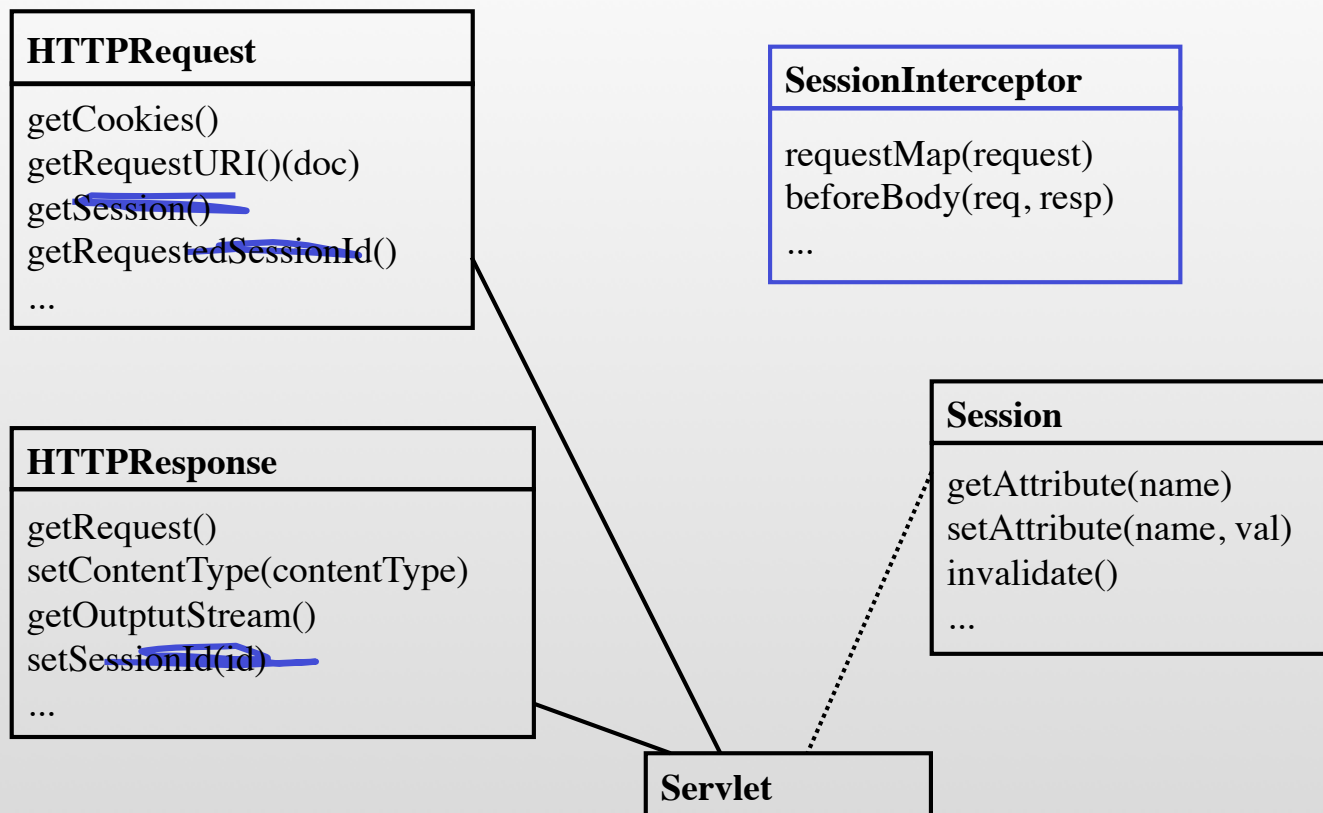 HTTPRequest
getCookies()
getRequestURI()(doc)
getSession()
getRequestedSessionId()
...
SessionInterceptor
requestMap(request)
beforeBody(req, resp)
...
HTTPResponse
getRequest()
setContentType(contentType)
getOutptutStream()
setSessionId(id)
...
Session
getAttribute(name)
setAttribute(name, val)
invalidate()
...
Servlet